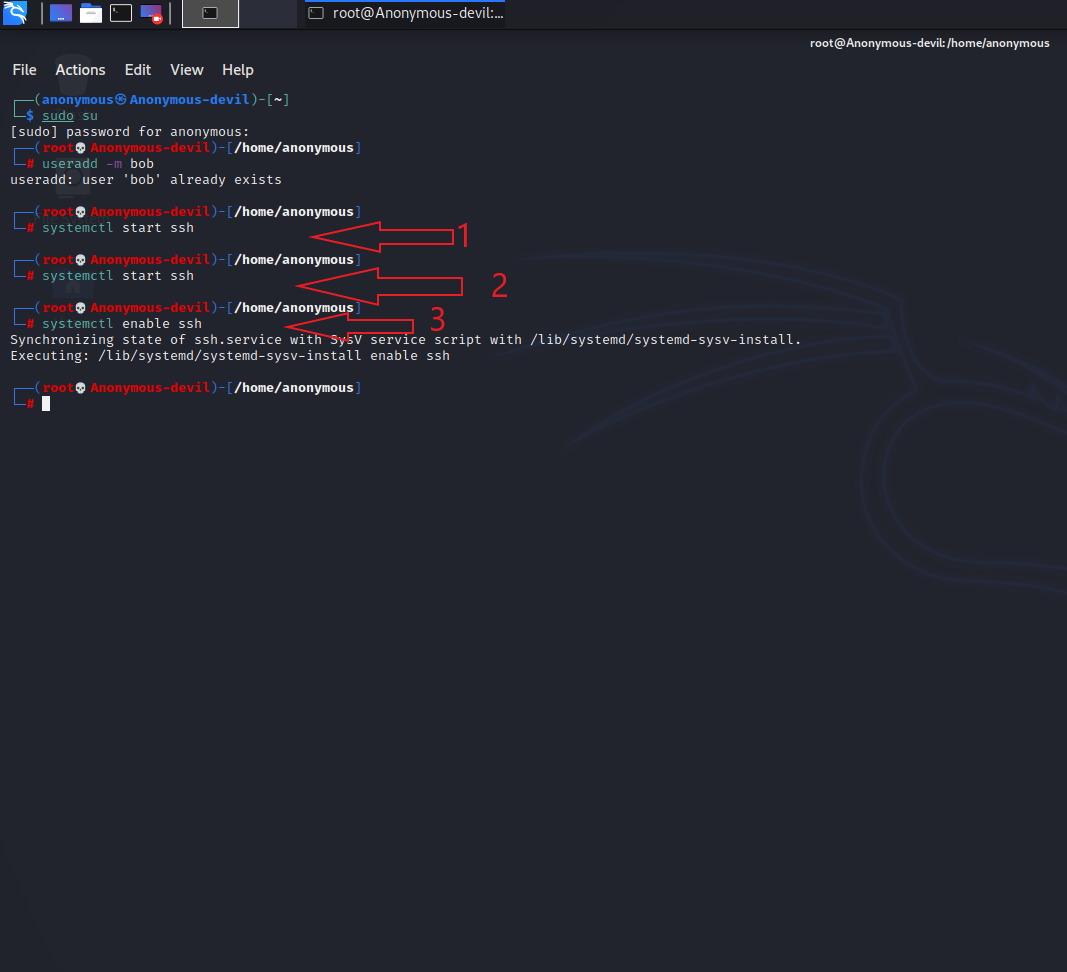 root@Anonymous-devil:...
root@Anonymous-devil: /home/anonymous
File Actions Edit View Help
┌──(anonymous㉿Anonymous-devil)-[~]
└─$ sudo su
[sudo] password for anonymous:
┌──(root💀Anonymous-devil)-[/home/anonymous]
└─# useradd -m bob
useradd: user 'bob' already exists
┌──(root💀Anonymous-devil)-[/home/anonymous]
└─# systemctl start ssh
1
┌──(root💀Anonymous-devil)-[/home/anonymous]
└─# systemctl start ssh
2
┌──(root💀Anonymous-devil)-[/home/anonymous]
└─# systemctl enable ssh
3
Synchronizing state of ssh.service with SysV service script with /lib/systemd/systemd-sysv-install.
Executing: /lib/systemd/systemd-sysv-install enable ssh
┌──(root💀Anonymous-devil)-[/home/anonymous]
└─#